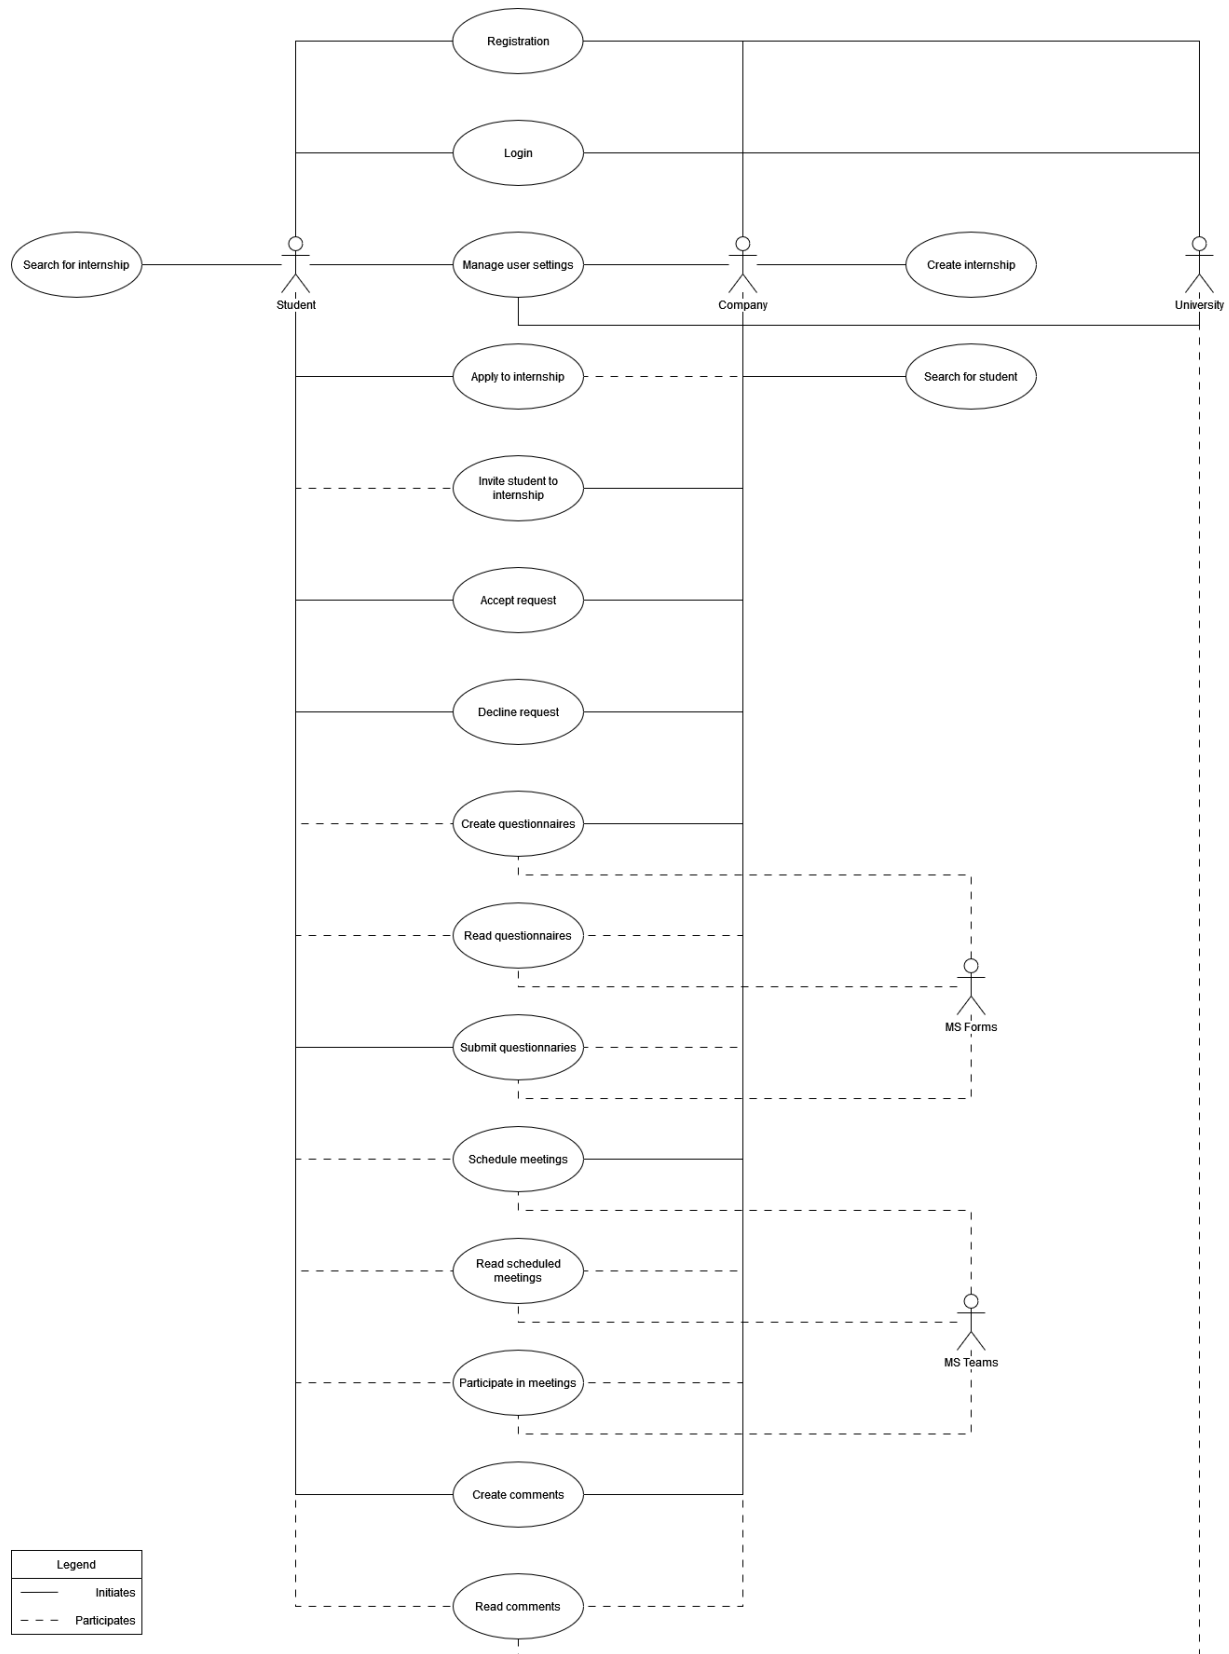 Registration
Login
Search for internship
Manage user settings
Create internship
Student
Company
University
Apply to internship
Search for student
Invite student to
internship
Accept request
Decline request
Create questionnaires
Read questionnaires
MS Forms
Submit questionnaries
Schedule meetings
Read scheduled
meetings
MS Teams
Participate in meetings
Create comments
Legend
Initiates
Participates
Read comments